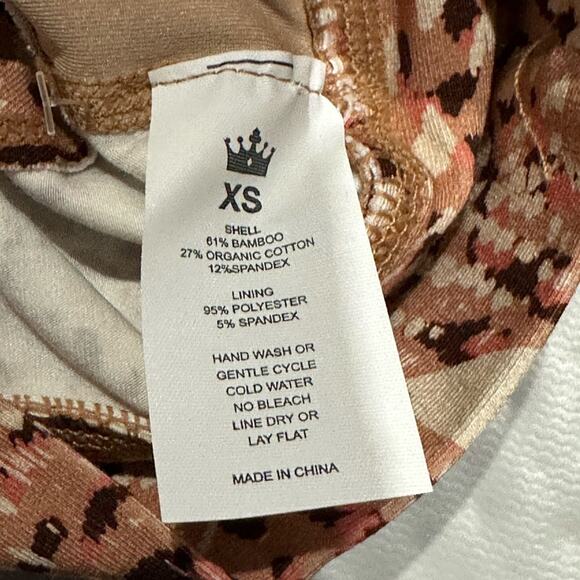 XS
SHELL
61% BAMBOO
27% ORGANIC COTTON
12%SPANDEX
LINING
95% POLYESTER
5% SPANDEX
HAND WASH OR
GENTLE CYCLE
COLD WATER
NO BLEACH
LINE DRY OR
LAY FLAT
MADE IN CHINA